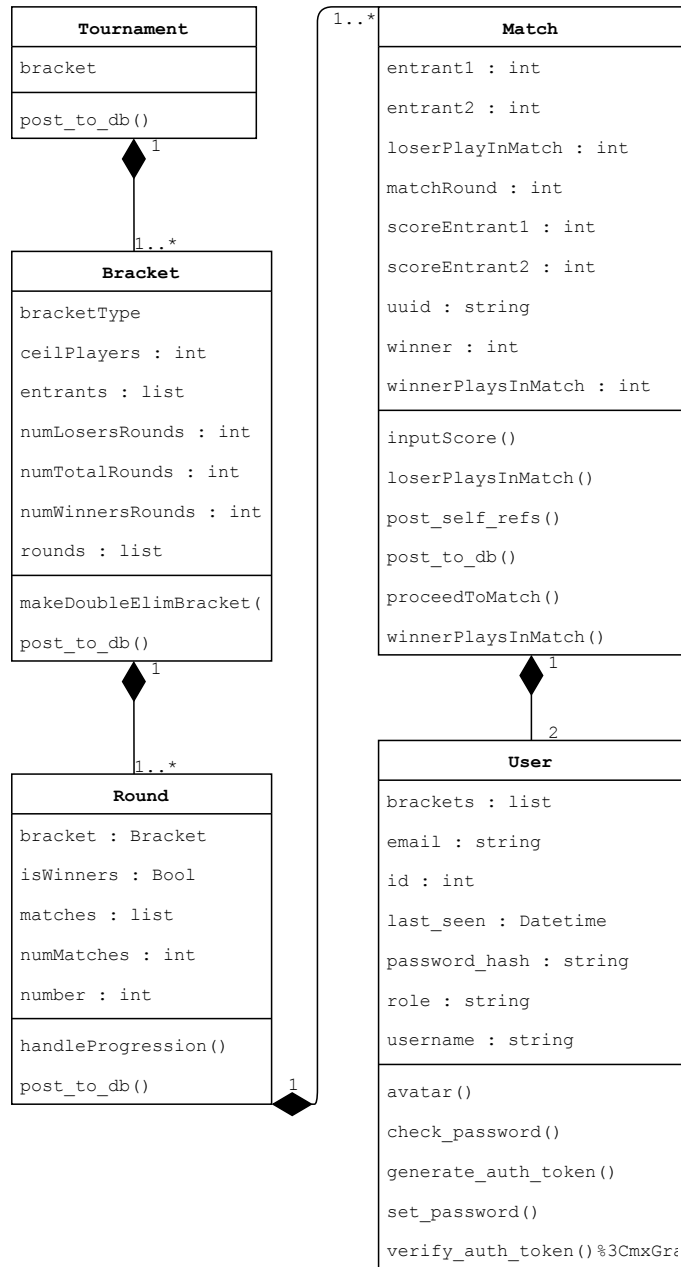 Tournament
bracket
post_to_db()
1
1..*
Bracket
bracketType
ceilPlayers : int
entrants : list
numLosersRounds : int
numTotalRounds : int
numWinnersRounds : int
rounds : list
makeDoubleElimBracket(
post_to_db()
1
1..*
Round
bracket : Bracket
isWinners : Bool
matches : list
numMatches : int
number : int
handleProgression()
post_to_db()
1
1..*
Match
entrant1 : int
entrant2 : int
loserPlayInMatch : int
matchRound : int
scoreEntrant1 : int
scoreEntrant2 : int
uuid : string
winner : int
winnerPlaysInMatch : int
inputScore()
loserPlaysInMatch()
post_self_refs()
post_to_db()
proceedToMatch()
winnerPlaysInMatch()
1
2
User
brackets : list
email : string
id : int
last_seen : Datetime
password_hash : string
role : string
username : string
avatar()
check_password()
generate_auth_token()
set_password()
verify_auth_token()%3CmxGra